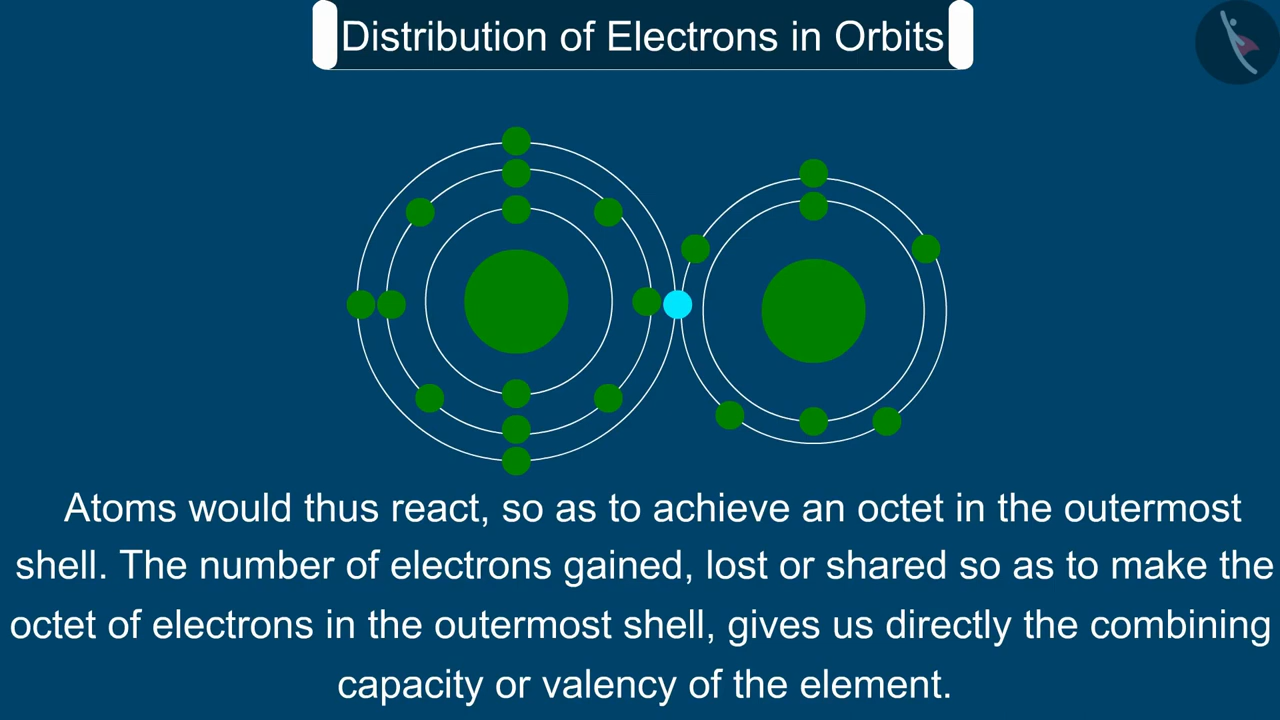 Distribution of Electrons in Orbits
Atoms would thus react, so as to achieve an octet in the outermost
shell. The number of electrons gained, lost or shared so as to make the
octet of electrons in the outermost shell, gives us directly the combining
capacity or valency of the element.